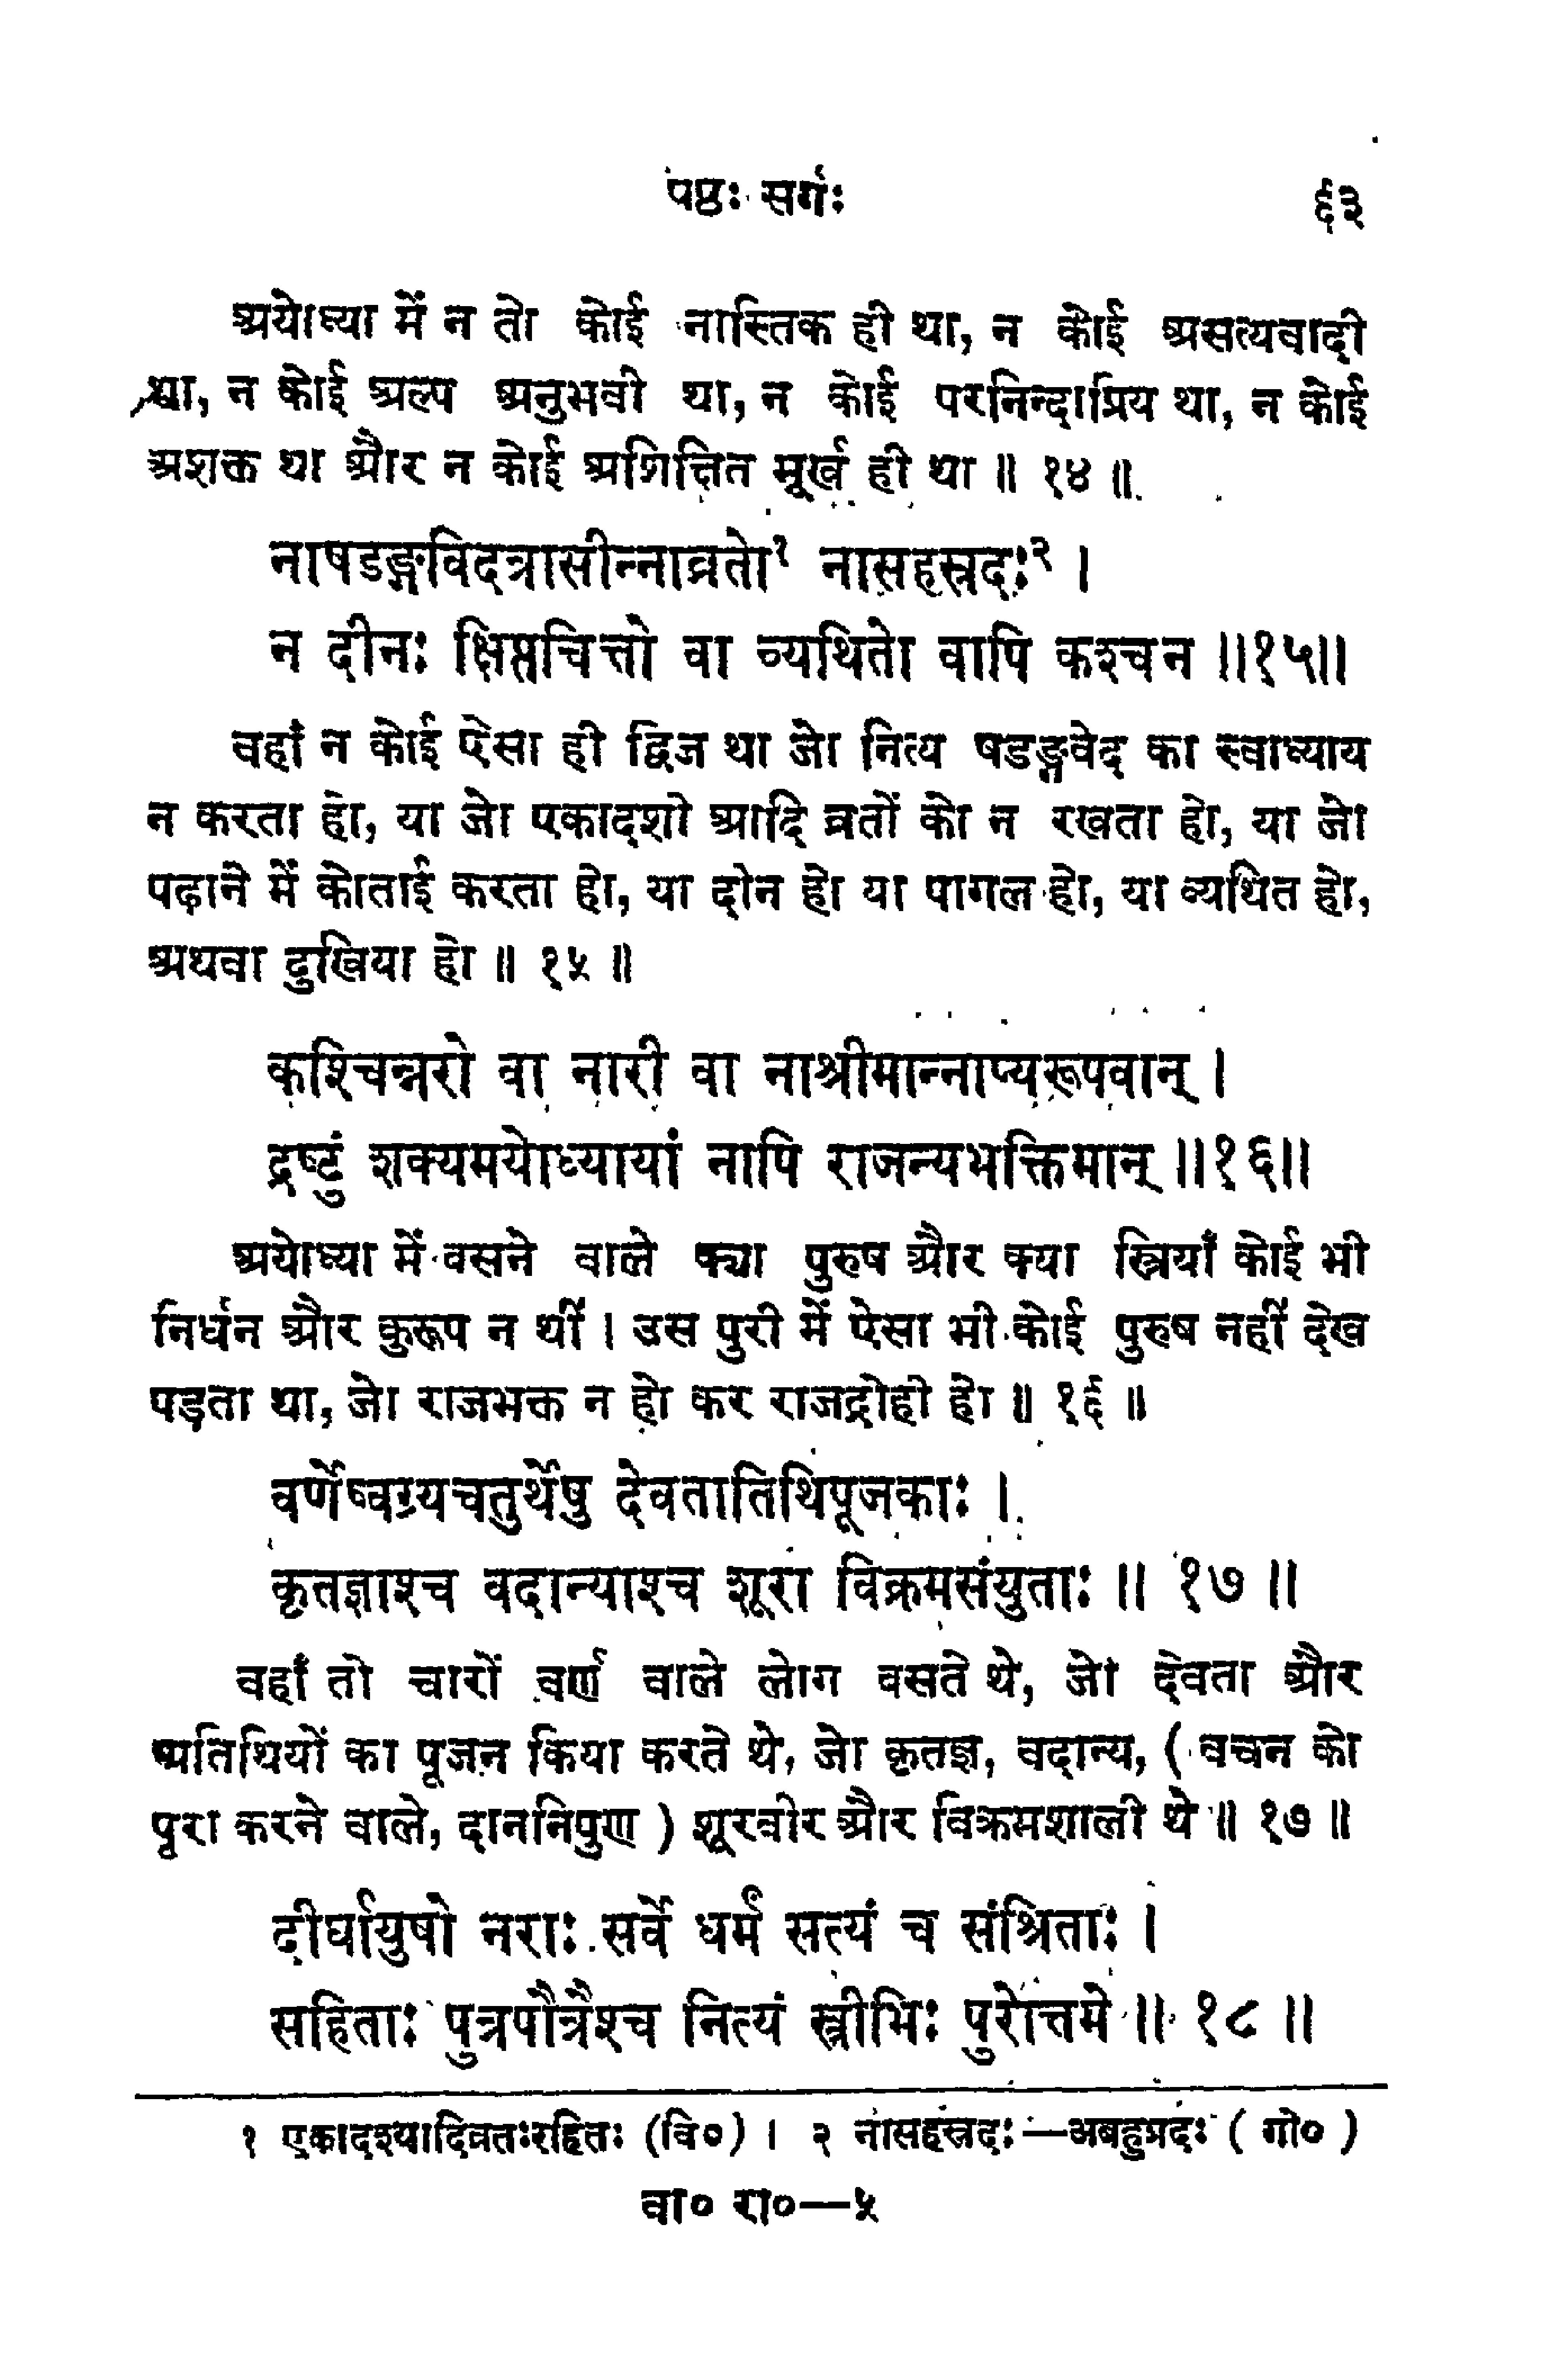 षष्ठः सर्गः ६३
अयोध्या में न तो कोई नास्तिक ही था, न कोई असत्यवादी
था, न कोई अल्प अनुभवी था, न कोई परनिन्दाप्रिय था, न कोई
अशक्त था और न कोई अशिक्षित मूर्ख ही था ॥ १४ ॥
नाषडङ्गविदत्रासीन्नाव्रतो१ नासहस्रदः२ ।
न दीनः क्षिप्तचित्तो वा व्यथितो वापि कश्चन ॥१५॥
वहाँ न कोई ऐसा ही द्विज था जो नित्य षडङ्गवेद का स्वाध्याय
न करता हो, या जो एकादशी आदि व्रतों को न रखता हो, या जो
पढ़ाने में कोताई करता हो, या दीन हो या पागल हो, या व्यथित हो,
अथवा दुखिया हो ॥ १५ ॥
कश्चिन्नरो वा नारी वा नाश्रीमान्नाप्यरूपवान् ।
द्रष्टुं शक्यमयोध्यायां नापि राजन्यभक्तिमान् ॥१६॥
अयोध्या में वसने वाले क्या पुरुष और क्या स्त्रियाँ कोई भी
निर्धन और कुरूप न थीं । उस पुरी में ऐसा भी कोई पुरुष नहीं देख
पड़ता था, जो राजभक्त न हो कर राजद्रोही हो ॥ १६ ॥
वर्णेष्वग्र्यचतुर्थेषु देवतातिथिपूजकाः ।
कृतज्ञाश्च वदान्याश्च शूरा विक्रमसंयुताः ॥ १७ ॥
वहाँ तो चारों वर्ण वाले लोग वसते थे, जो देवता और
अतिथियों का पूजन किया करते थे, जो कृतज्ञ, वदान्य, ( वचन को
पूरा करने वाले, दाननिपुण ) शूरवीर और विक्रमशाली थे ॥ १७ ॥
दीर्घायुषो नराः सर्वे धर्मं सत्यं च संश्रिताः ।
सहिताः पुत्रपौत्रैश्च नित्यं स्त्रीभिः पुरोत्तमे ॥ १८ ॥
१ एकादश्यादिव्रतःरहितः (वि०) । २ नासहस्रदः—अबहुप्रदः ( गो० )
वा० रा०—५